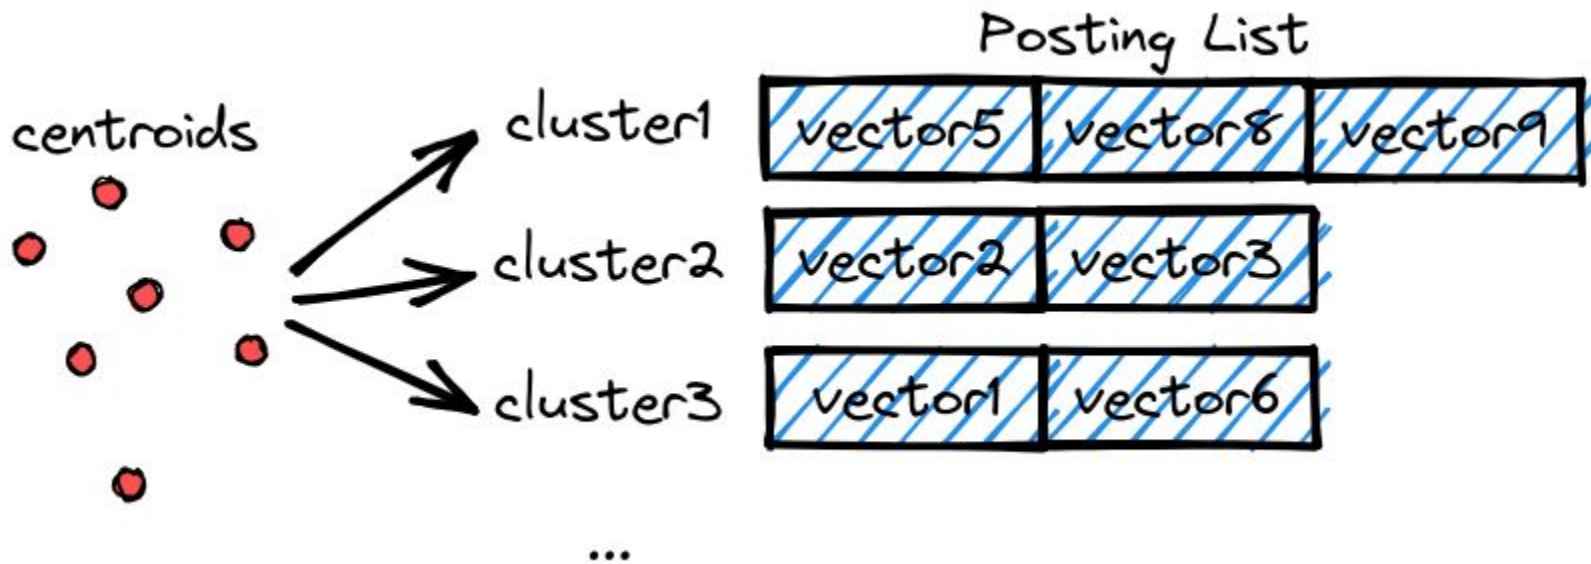 Posting List
centroids
cluster1 vector5 vector8 vector9
cluster2 vector2 vector3
cluster3 vector1 vector6
...